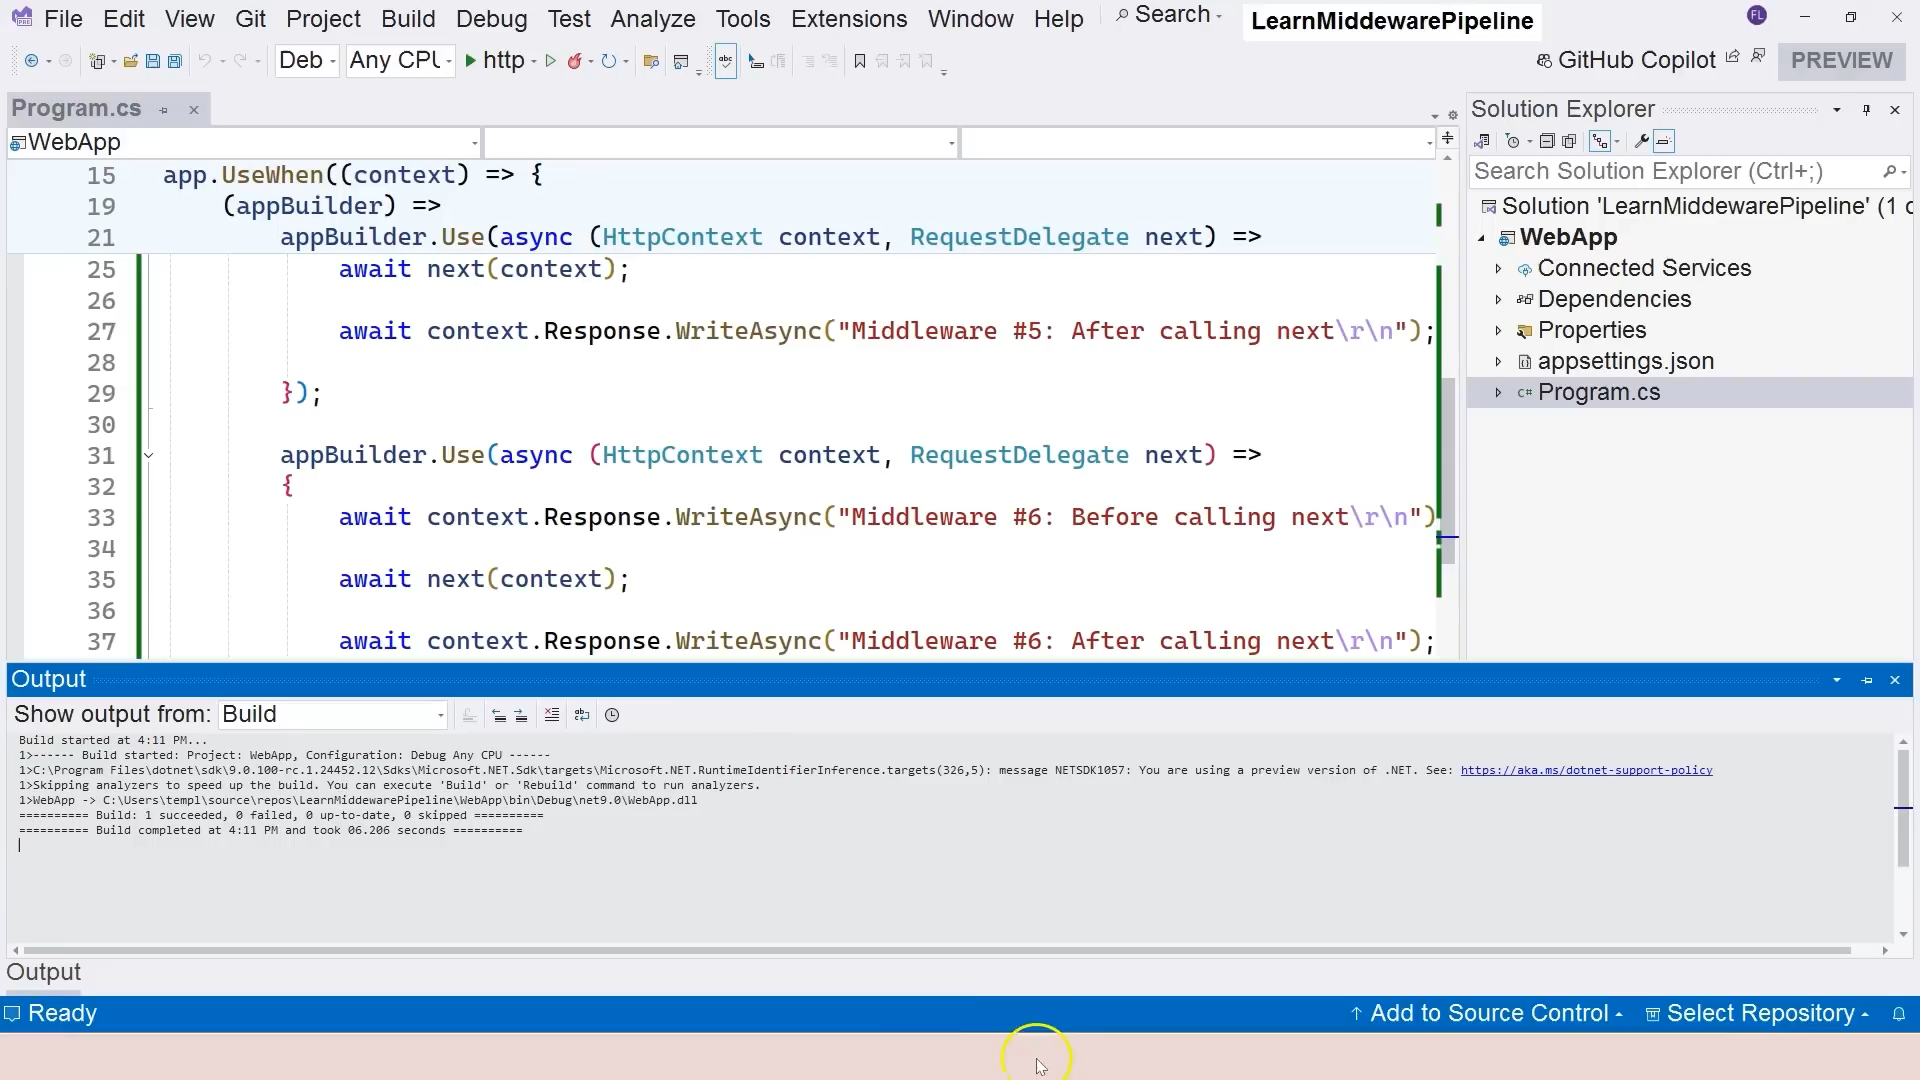 File Edit View Git Project Build Debug Test Analyze Tools Extensions Window Help Search LearnMiddewarePipeline FL
Deb Any CPU http GitHub Copilot PREVIEW
Program.cs
WebApp
15 app.UseWhen((context) => {
19 (appBuilder) =>
21 appBuilder.Use(async (HttpContext context, RequestDelegate next) =>
25 await next(context);
26
27 await context.Response.WriteAsync("Middleware #5: After calling next\r\n");
28
29 });
30
31 appBuilder.Use(async (HttpContext context, RequestDelegate next) =>
32 {
33 await context.Response.WriteAsync("Middleware #6: Before calling next\r\n")
34
35 await next(context);
36
37 await context.Response.WriteAsync("Middleware #6: After calling next\r\n");
Solution Explorer
Search Solution Explorer (Ctrl+;)
Solution 'LearnMiddewarePipeline' (1 c
WebApp
Connected Services
Dependencies
Properties
appsettings.json
C# Program.cs
Output
Show output from: Build
Build started at 4:11 PM...
1>------ Build started: Project: WebApp, Configuration: Debug Any CPU ------
1>C:\Program Files\dotnet\sdk\9.0.100-rc.1.24452.12\Sdks\Microsoft.NET.Sdk\targets\Microsoft.NET.RuntimeIdentifierInference.targets(326,5): message NETSDK1057: You are using a preview version of .NET. See: https://aka.ms/dotnet-support-policy
1>Skipping analyzers to speed up the build. You can execute 'Build' or 'Rebuild' command to run analyzers.
1>WebApp -> C:\Users\templ\source\repos\LearnMiddewarePipeline\WebApp\bin\Debug\net9.0\WebApp.dll
========== Build: 1 succeeded, 0 failed, 0 up-to-date, 0 skipped ==========
========== Build completed at 4:11 PM and took 06.206 seconds ==========
Output
Ready Add to Source Control Select Repository